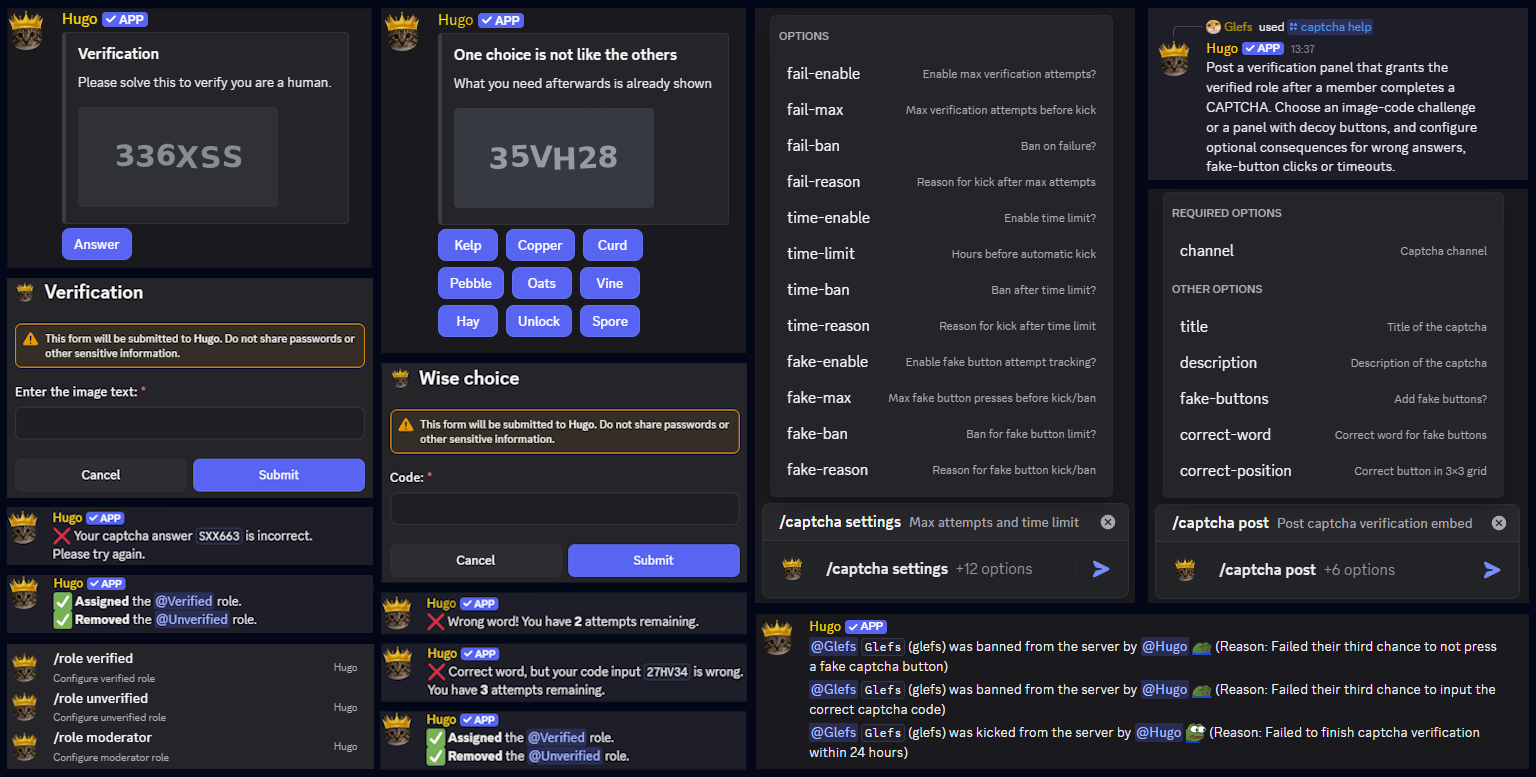 Hugo ✓ APP
Verification
Please solve this to verify you are a human.
336XSS
Answer
Verification
This form will be submitted to Hugo. Do not share passwords or
other sensitive information.
Enter the image text: *
Cancel
Submit
Hugo ✓ APP
❌ Your captcha answer SXX663 is incorrect.
Please try again.
Hugo ✓ APP
✅ Assigned the @Verified role.
✅ Removed the @Unverified role.
/role verified
Configure verified role
Hugo
/role unverified
Configure unverified role
Hugo
/role moderator
Configure moderator role
Hugo
Hugo ✓ APP
One choice is not like the others
What you need afterwards is already shown
35VH28
Kelp Copper Curd
Pebble Oats Vine
Hay Unlock Spore
Wise choice
This form will be submitted to Hugo. Do not share passwords or
other sensitive information.
Code: *
Cancel
Submit
Hugo ✓ APP
❌ Wrong word! You have 2 attempts remaining.
Hugo ✓ APP
❌ Correct word, but your code input 27HV34 is wrong.
You have 3 attempts remaining.
Hugo ✓ APP
✅ Assigned the @Verified role.
✅ Removed the @Unverified role.
OPTIONS
fail-enable Enable max verification attempts?
fail-max Max verification attempts before kick
fail-ban Ban on failure?
fail-reason Reason for kick after max attempts
time-enable Enable time limit?
time-limit Hours before automatic kick
time-ban Ban after time limit?
time-reason Reason for kick after time limit
fake-enable Enable fake button attempt tracking?
fake-max Max fake button presses before kick/ban
fake-ban Ban for fake button limit?
fake-reason Reason for fake button kick/ban
/captcha settings Max attempts and time limit
/captcha settings +12 options
Glefs used captcha help
Hugo ✓ APP 13:37
Post a verification panel that grants the
verified role after a member completes a
CAPTCHA. Choose an image-code challenge
or a panel with decoy buttons, and configure
optional consequences for wrong answers,
fake-button clicks or timeouts.
REQUIRED OPTIONS
channel Captcha channel
OTHER OPTIONS
title Title of the captcha
description Description of the captcha
fake-buttons Add fake buttons?
correct-word Correct word for fake buttons
correct-position Correct button in 3×3 grid
/captcha post Post captcha verification embed
/captcha post +6 options
Hugo ✓ APP
@Glefs Glefs (glefs) was banned from the server by @Hugo (Reason: Failed their third chance to not press
a fake captcha button)
@Glefs Glefs (glefs) was banned from the server by @Hugo (Reason: Failed their third chance to input the
correct captcha code)
@Glefs Glefs (glefs) was kicked from the server by @Hugo (Reason: Failed to finish captcha verification
within 24 hours)